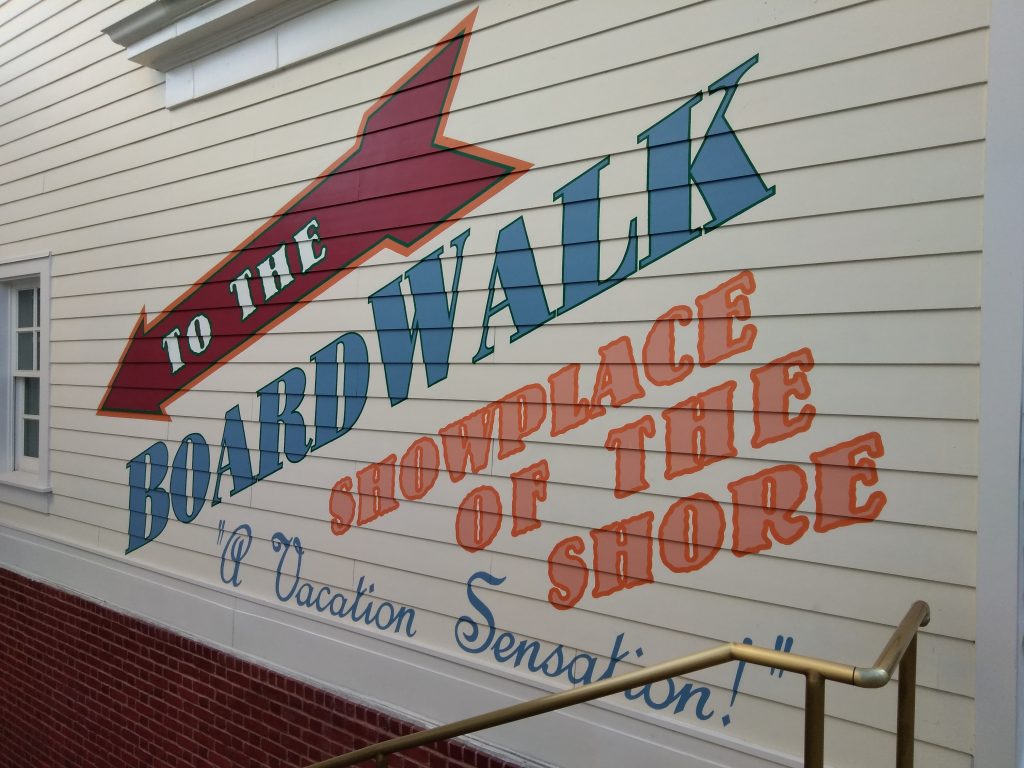 TO THE
BOARDWALK
SHOWPLACE
OF THE
SHORE
"A Vacation Sensation!"